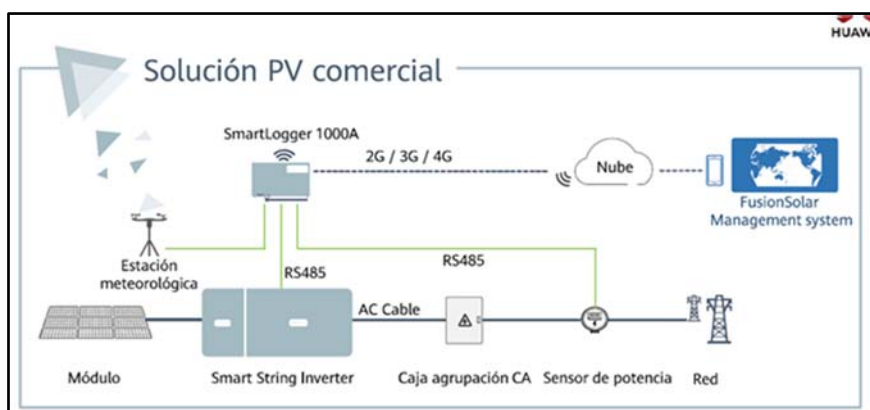 HUAW
Solución PV comercial
SmartLogger 1000A
2G / 3G / 4G
Nube
FusionSolar
Management system
Estación
meteorológica
RS485
RS485
AC Cable
Módulo
Smart String Inverter
Caja agrupación CA
Sensor de potencia
Red